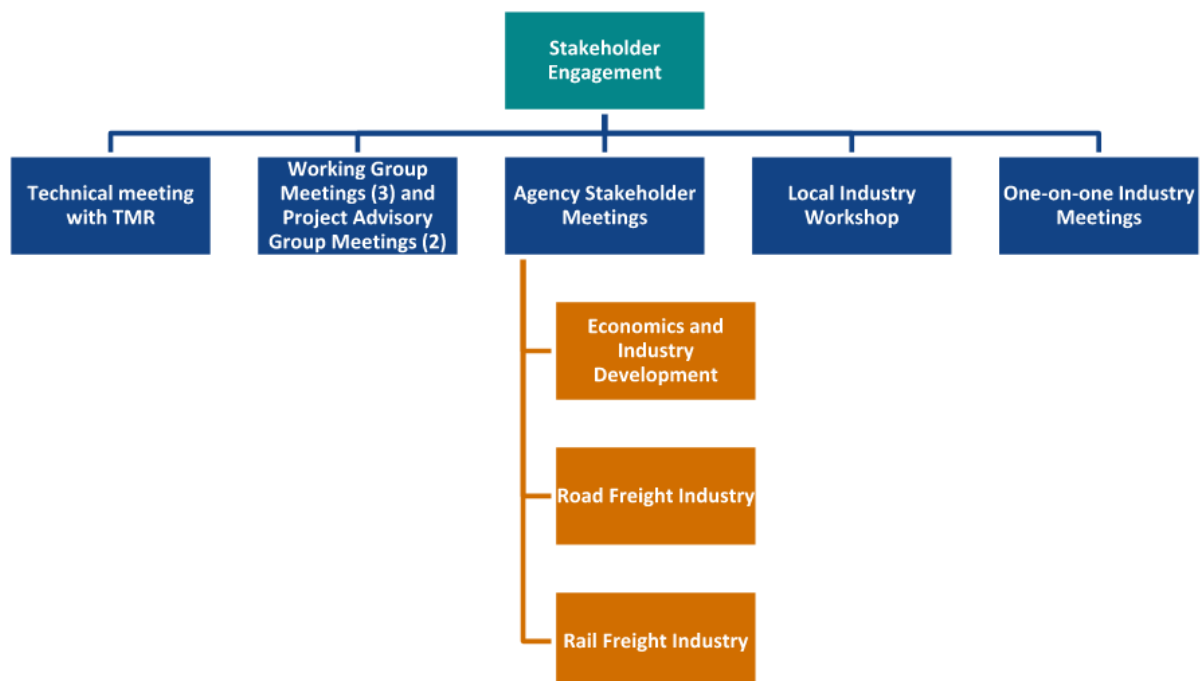 Stakeholder
Engagement
Technical meeting
with TMR
Working Group
Meetings (3) and
Project Advisory
Group Meetings (2)
Agency Stakeholder
Meetings
Local Industry
Workshop
One-on-one Industry
Meetings
Economics and
Industry
Development
Road Freight Industry
Rail Freight Industry